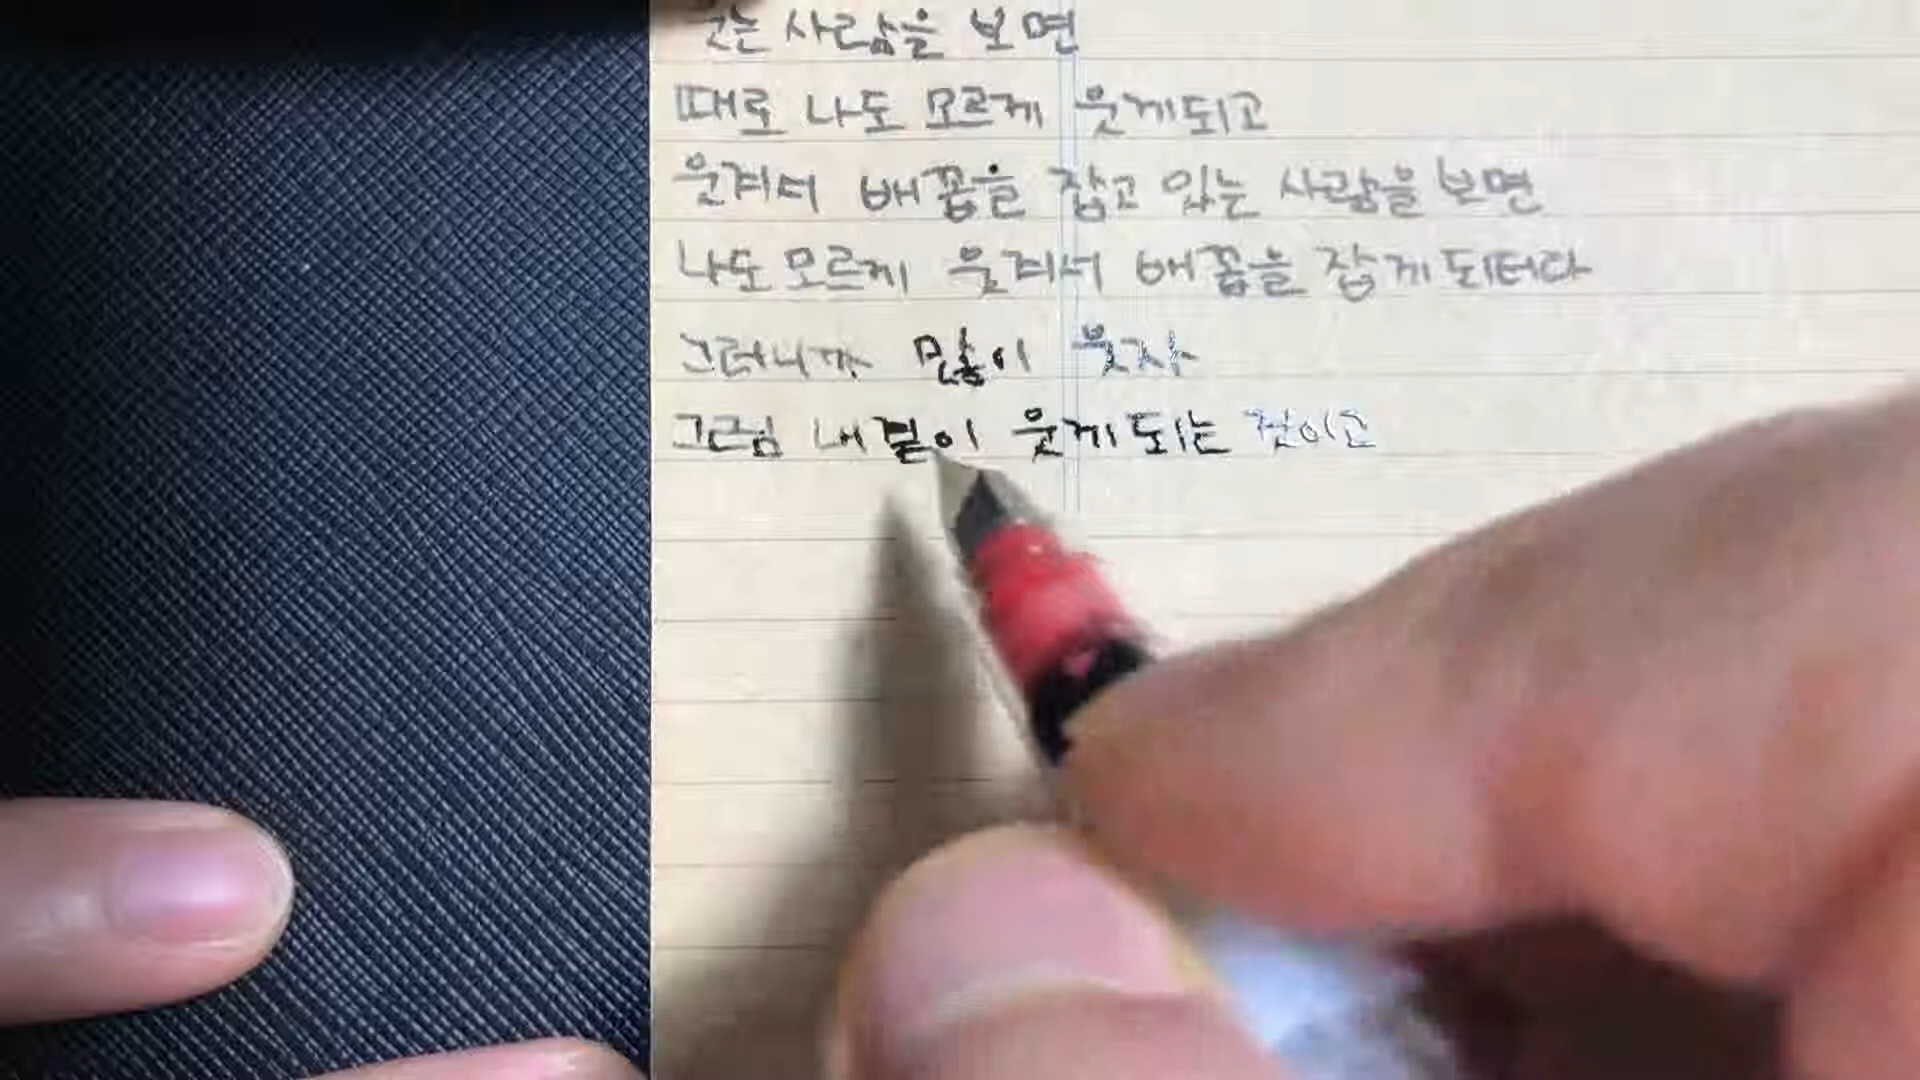 웃는 사람을 보면
때로 나도 모르게 웃게되고
웃겨서 배꼽을 잡고 있는 사람을 보면
나도 모르게 웃겨서 배꼽을 잡게 되더라
그러니까 많이 웃자
그럼 내 곁이 웃게 되는 것이고